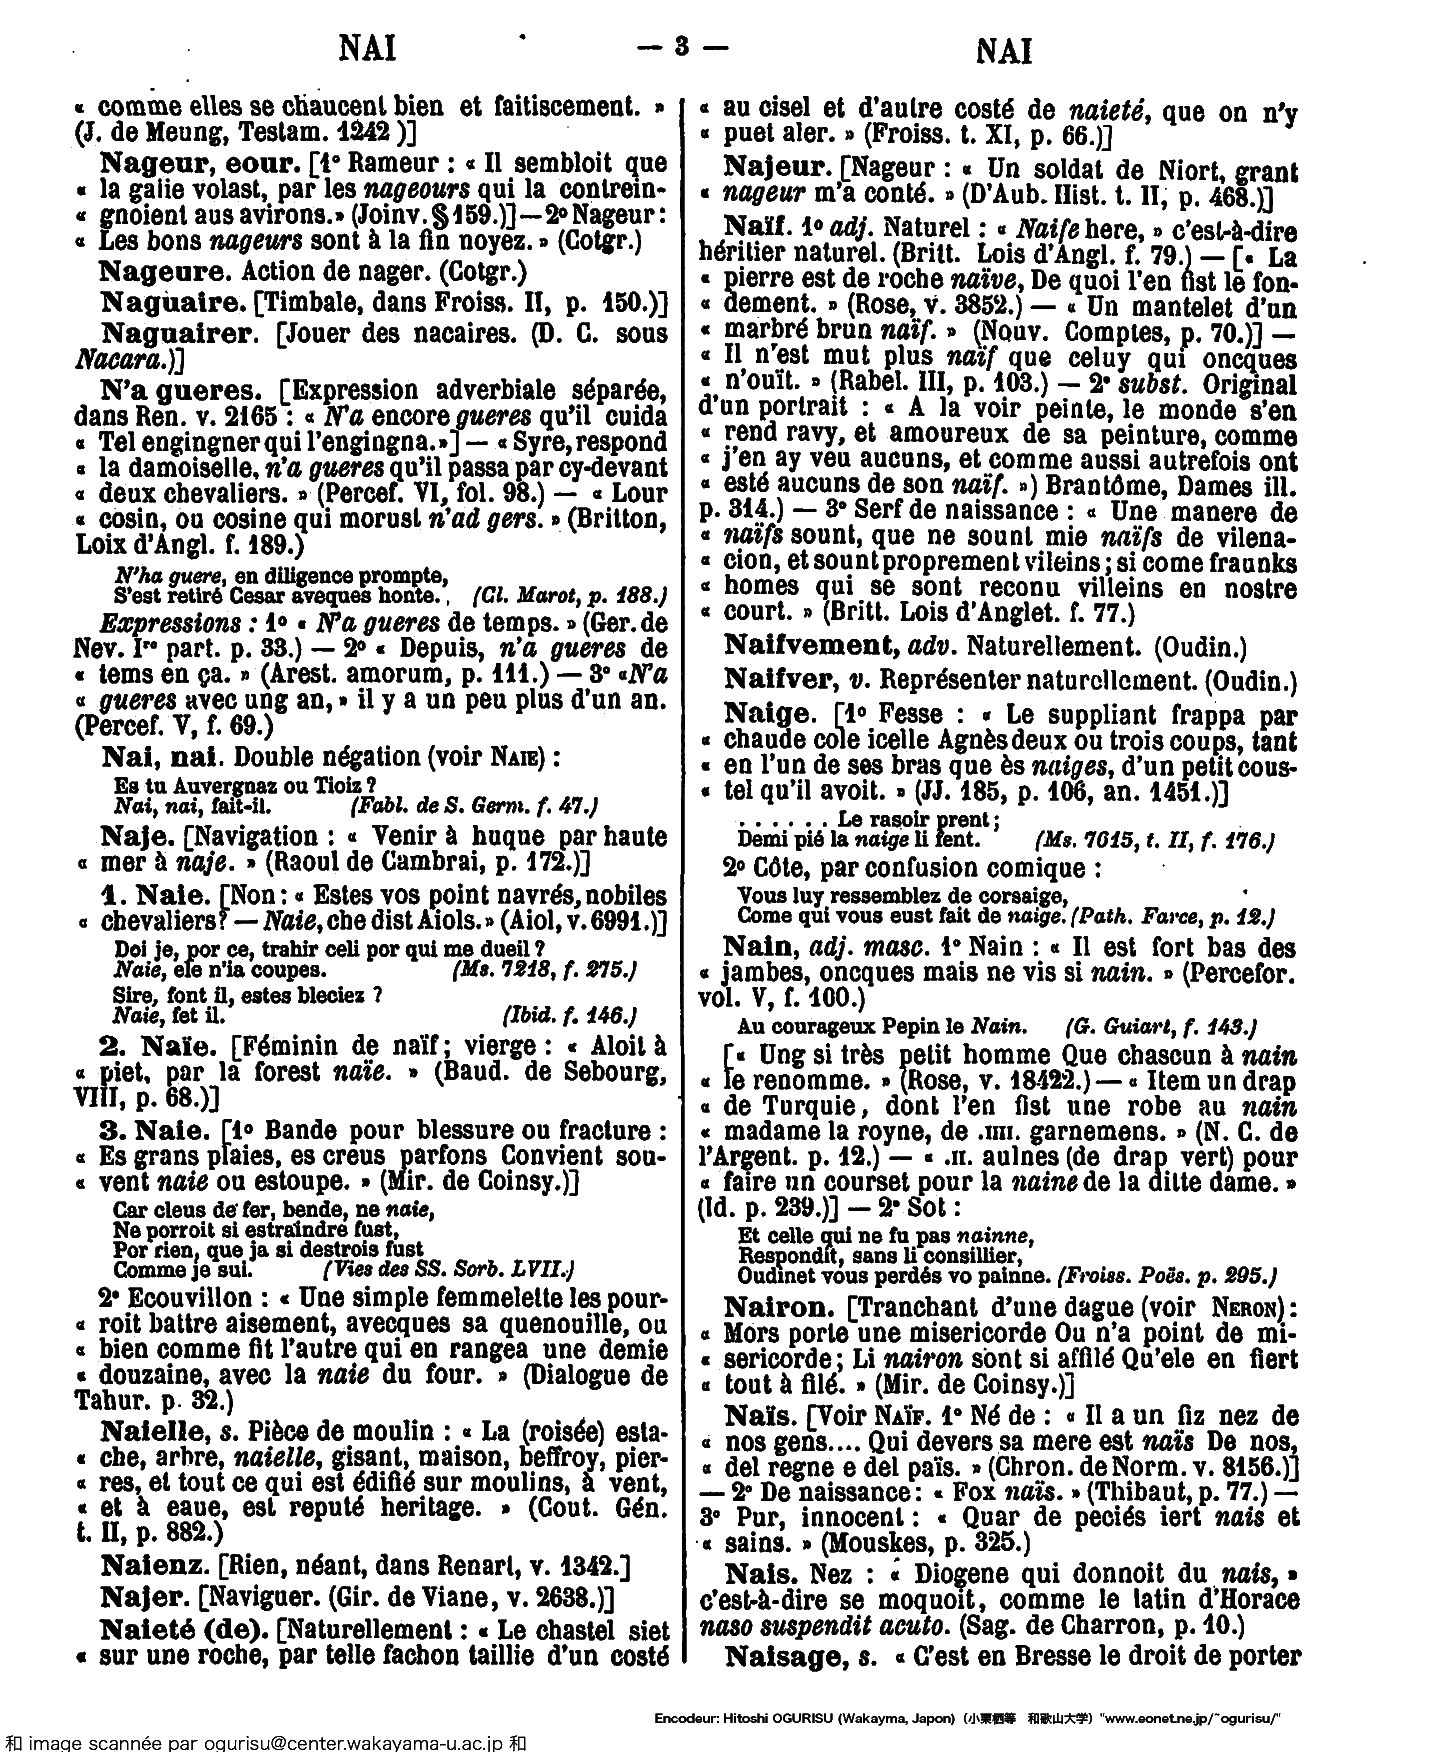 NAI
— 3 —
NAI
« comme elles se chaucent bien et faitiscement. »
(J. de Meung, Testam. 1242 )]
Nageur, eour. [1° Rameur : « Il sembloit que
« la galie volast, par les nageours qui la contrein-
« gnoient aus avirons.» (Joinv. § 159.)] — 2° Nageur :
« Les bons nageurs sont à la fin noyez. » (Cotgr.)
Nageure. Action de nager. (Cotgr.)
Naguaire. [Timbale, dans Froiss. II, p. 150.)]
Naguairer. [Jouer des nacaires. (D. C. sous
Nacara.)]
N'a gueres. [Expression adverbiale séparée,
dans Ren. v. 2165 : « N'a encore gueres qu'il cuida
« Tel engingner qui l'engingna.»] — « Syre, respond
« la damoiselle, n'a gueres qu'il passa par cy-devant
« deux chevaliers. » (Percef. VI, fol. 98.) — « Lour
« cosin, ou cosine qui morust n'ad gers. » (Britton,
Loix d'Angl. f. 189.)
N'ha guere, en diligence prompte,
S'est retiré Cesar aveques honte. (Cl. Marot, p. 188.)
Expressions : 1° « N'a gueres de temps. » (Ger. de
Nev. Iʳᵉ part. p. 33.) — 2° « Depuis, n'a gueres de
« tems en ça. » (Arest. amorum, p. 111.) — 3° «N'a
« gueres avec ung an, » il y a un peu plus d'un an.
(Percef. V, f. 69.)
Nai, nai. Double négation (voir NAIE) :
Es tu Auvergnaz ou Tioiz ?
Nai, nai, fait-il. (Fabl. de S. Germ. f. 47.)
Naje. [Navigation : « Venir à huque par haute
« mer à naje. » (Raoul de Cambrai, p. 172.)]
1. Naie. [Non : « Estes vos point navrés, nobiles
« chevaliers? — Naie, che dist Aiols. » (Aiol, v. 6991.)]
Doi je, por ce, trahir celi por qui me dueil ?
Naie, ele n'ia coupes. (Ms. 7218, f. 275.)
Sire, font il, estes bleciez ?
Naie, fet il. (Ibid. f. 146.)
2. Naïe. [Féminin de naïf ; vierge : « Aloit à
« piet, par la forest naïe. » (Baud. de Sebourg,
VIII, p. 68.)]
3. Naie. [1° Bande pour blessure ou fracture :
« Es grans plaies, es creus parfons Convient sou-
« vent naie ou estoupe. » (Mir. de Coinsy.)]
Car cleus de fer, bende, ne naie,
Ne porroit si estraindre fust,
Por rien, que ja si destrois fust
Comme je sui. (Vies des SS. Sorb. LVII.)
2° Ecouvillon : « Une simple femmelette les pour-
« roit battre aisement, avecques sa quenouille, ou
« bien comme fit l'autre qui en rangea une demie
« douzaine, avec la naie du four. » (Dialogue de
Tahur. p. 32.)
Naielle, s. Pièce de moulin : « La (roisée) esta-
« che, arbre, naielle, gisant, maison, beffroy, pier-
« res, et tout ce qui est édifié sur moulins, à vent,
« et à eaue, est reputé heritage. » (Cout. Gén.
t. II, p. 882.)
Naienz. [Rien, néant, dans Renart, v. 1342.]
Najer. [Naviguer. (Gir. de Viane, v. 2638.)]
Naieté (de). [Naturellement : « Le chastel siet
« sur une roche, par telle fachon taillie d'un costé
« au cisel et d'autre costé de naieté, que on n'y
« puet aler. » (Froiss. t. XI, p. 66.)]
Najeur. [Nageur : « Un soldat de Niort, grant
« nageur m'a conté. » (D'Aub. Hist. t. II, p. 468.)]
Naïf. 1° adj. Naturel : « Naife here, » c'est-à-dire
héritier naturel. (Britt. Lois d'Angl. f. 79.) — [« La
« pierre est de roche naïve, De quoi l'en fist le fon-
« dement. » (Rose, v. 3852.) — « Un mantelet d'un
« marbré brun naïf. » (Nouv. Comptes, p. 70.)] —
« Il n'est mut plus naïf que celuy qui oncques
« n'ouït. » (Rabel. III, p. 103.) — 2° subst. Original
d'un portrait : « A la voir peinte, le monde s'en
« rend ravy, et amoureux de sa peinture, comme
« j'en ay veu aucuns, et comme aussi autrefois ont
« esté aucuns de son naïf. ») Brantôme, Dames ill.
p. 314.) — 3° Serf de naissance : « Une manere de
« naïfs sount, que ne sount mie naïfs de vilena-
« cion, et sount proprement vileins ; si come fraunks
« homes qui se sont reconu villeins en nostre
« court. » (Britt. Lois d'Anglet. f. 77.)
Naifvement, adv. Naturellement. (Oudin.)
Naifver, v. Représenter naturellement. (Oudin.)
Naige. [1° Fesse : « Le suppliant frappa par
« chaude cole icelle Agnès deux ou trois coups, tant
« en l'un de ses bras que ès naiges, d'un petit cous-
« tel qu'il avoit. » (JJ. 185, p. 106, an. 1451.)]
. . . . . . Le rasoir prent ;
Demi pié la naige li fent. (Ms. 7615, t. II, f. 176.)
2° Côte, par confusion comique :
Vous luy ressemblez de corsaige,
Come qui vous eust fait de naige. (Path. Farce, p. 12.)
Nain, adj. masc. 1° Nain : « Il est fort bas des
« jambes, oncques mais ne vis si nain. » (Percefor.
vol. V, f. 100.)
Au courageux Pepin le Nain. (G. Guiart, f. 143.)
[« Ung si très petit homme Que chascun à nain
« le renomme. » (Rose, v. 18422.) — « Item un drap
« de Turquie, dont l'en fist une robe au nain
« madame la royne, de .IIII. garnemens. » (N. C. de
l'Argent. p. 12.) — « .II. aulnes (de drap vert) pour
« faire un courset pour la naine de la ditte dame. »
(Id. p. 239.)] — 2° Sot :
Et celle qui ne fu pas nainne,
Respondit, sans li consillier,
Oudinet vous perdés vo painne. (Froiss. Poës. p. 295.)
Nairon. [Tranchant d'une dague (voir NERON) :
« Mors porte une misericorde Ou n'a point de mi-
« sericorde ; Li nairon sont si affilé Qu'ele en fiert
« tout à filé. » (Mir. de Coinsy.)]
Naïs. [Voir NAÏF. 1° Né de : « Il a un fiz nez de
« nos gens.... Qui devers sa mere est naïs De nos,
« del regne e del païs. » (Chron. de Norm. v. 8156.)]
— 2° De naissance : « Fox naïs. » (Thibaut, p. 77.) —
3° Pur, innocent : « Quar de peciés iert nais et
« sains. » (Mouskes, p. 325.)
Nais. Nez : « Diogene qui donnoit du nais, »
c'est-à-dire se moquoit, comme le latin d'Horace
naso suspendit acuto. (Sag. de Charron, p. 10.)
Naisage, s. « C'est en Bresse le droit de porter
Encodeur: Hitoshi OGURISU (Wakayma, Japon)（小栗栖等　和歌山大学）"www.eonet.ne.jp/~ogurisu/"
和 image scannée par ogurisu@center.wakayama-u.ac.jp 和